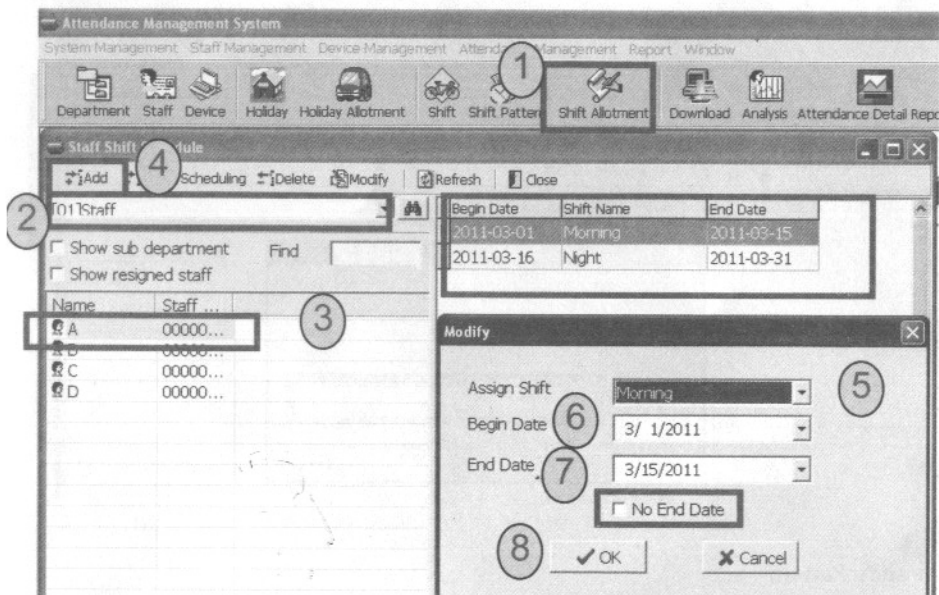 Attendance Management System
System Management Staff Management Device Management Attendance Management Report Window
Department Staff Device Holiday Holiday Allotment Shift Shift Pattern Shift Allotment Download Analysis Attendance Detail Repo
1
Staff Shift Schedule
4
Add Scheduling Delete Modify Refresh Close
2
[01]Staff
Show sub department Find
Show resigned staff
Begin Date Shift Name End Date
2011-03-01 Morning 2011-03-15
2011-03-16 Night 2011-03-31
Name Staff ...
3
A 00000...
B 00000...
C 00000...
D 00000...
Modify
Assign Shift Morning
5
Begin Date 6 3/ 1/2011
End Date 7 3/15/2011
No End Date
8
OK Cancel